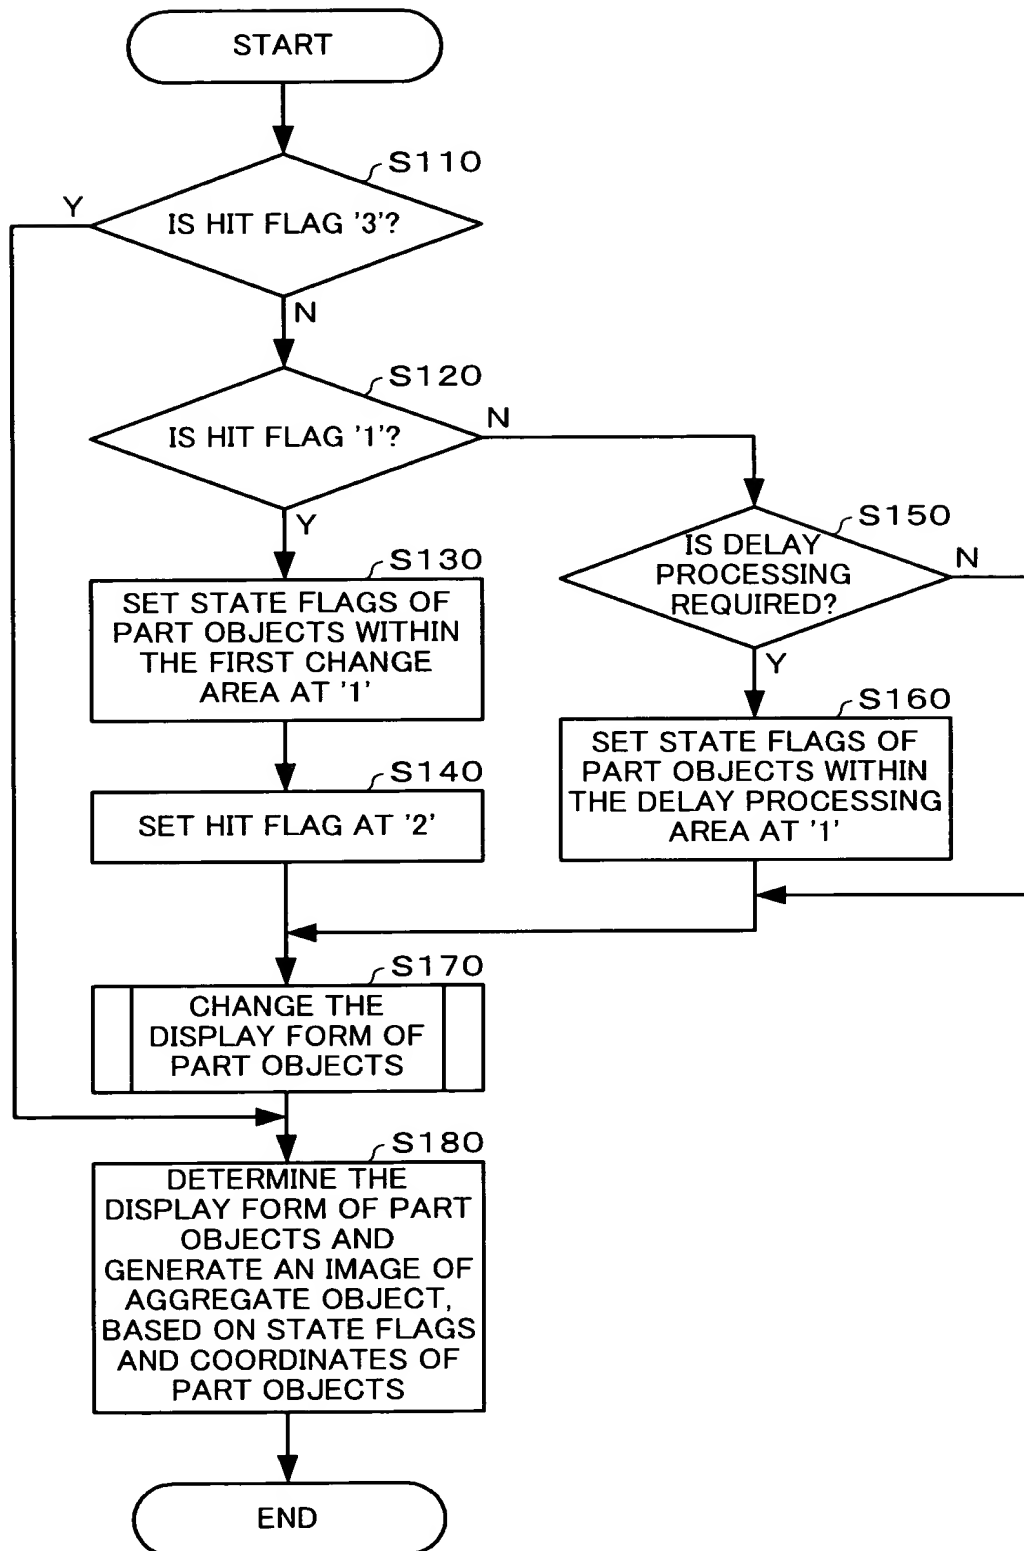 START
S110
Y
IS HIT FLAG '3'?
N
S120
N
IS HIT FLAG '1'?
Y
S150
IS DELAY
PROCESSING
REQUIRED?
N
Y
S130
SET STATE FLAGS OF
PART OBJECTS WITHIN
THE FIRST CHANGE
AREA AT '1'
S160
SET STATE FLAGS OF
PART OBJECTS WITHIN
THE DELAY PROCESSING
AREA AT '1'
S140
SET HIT FLAG AT '2'
S170
CHANGE THE
DISPLAY FORM OF
PART OBJECTS
S180
DETERMINE THE
DISPLAY FORM OF PART
OBJECTS AND
GENERATE AN IMAGE OF
AGGREGATE OBJECT,
BASED ON STATE FLAGS
AND COORDINATES OF
PART OBJECTS
END